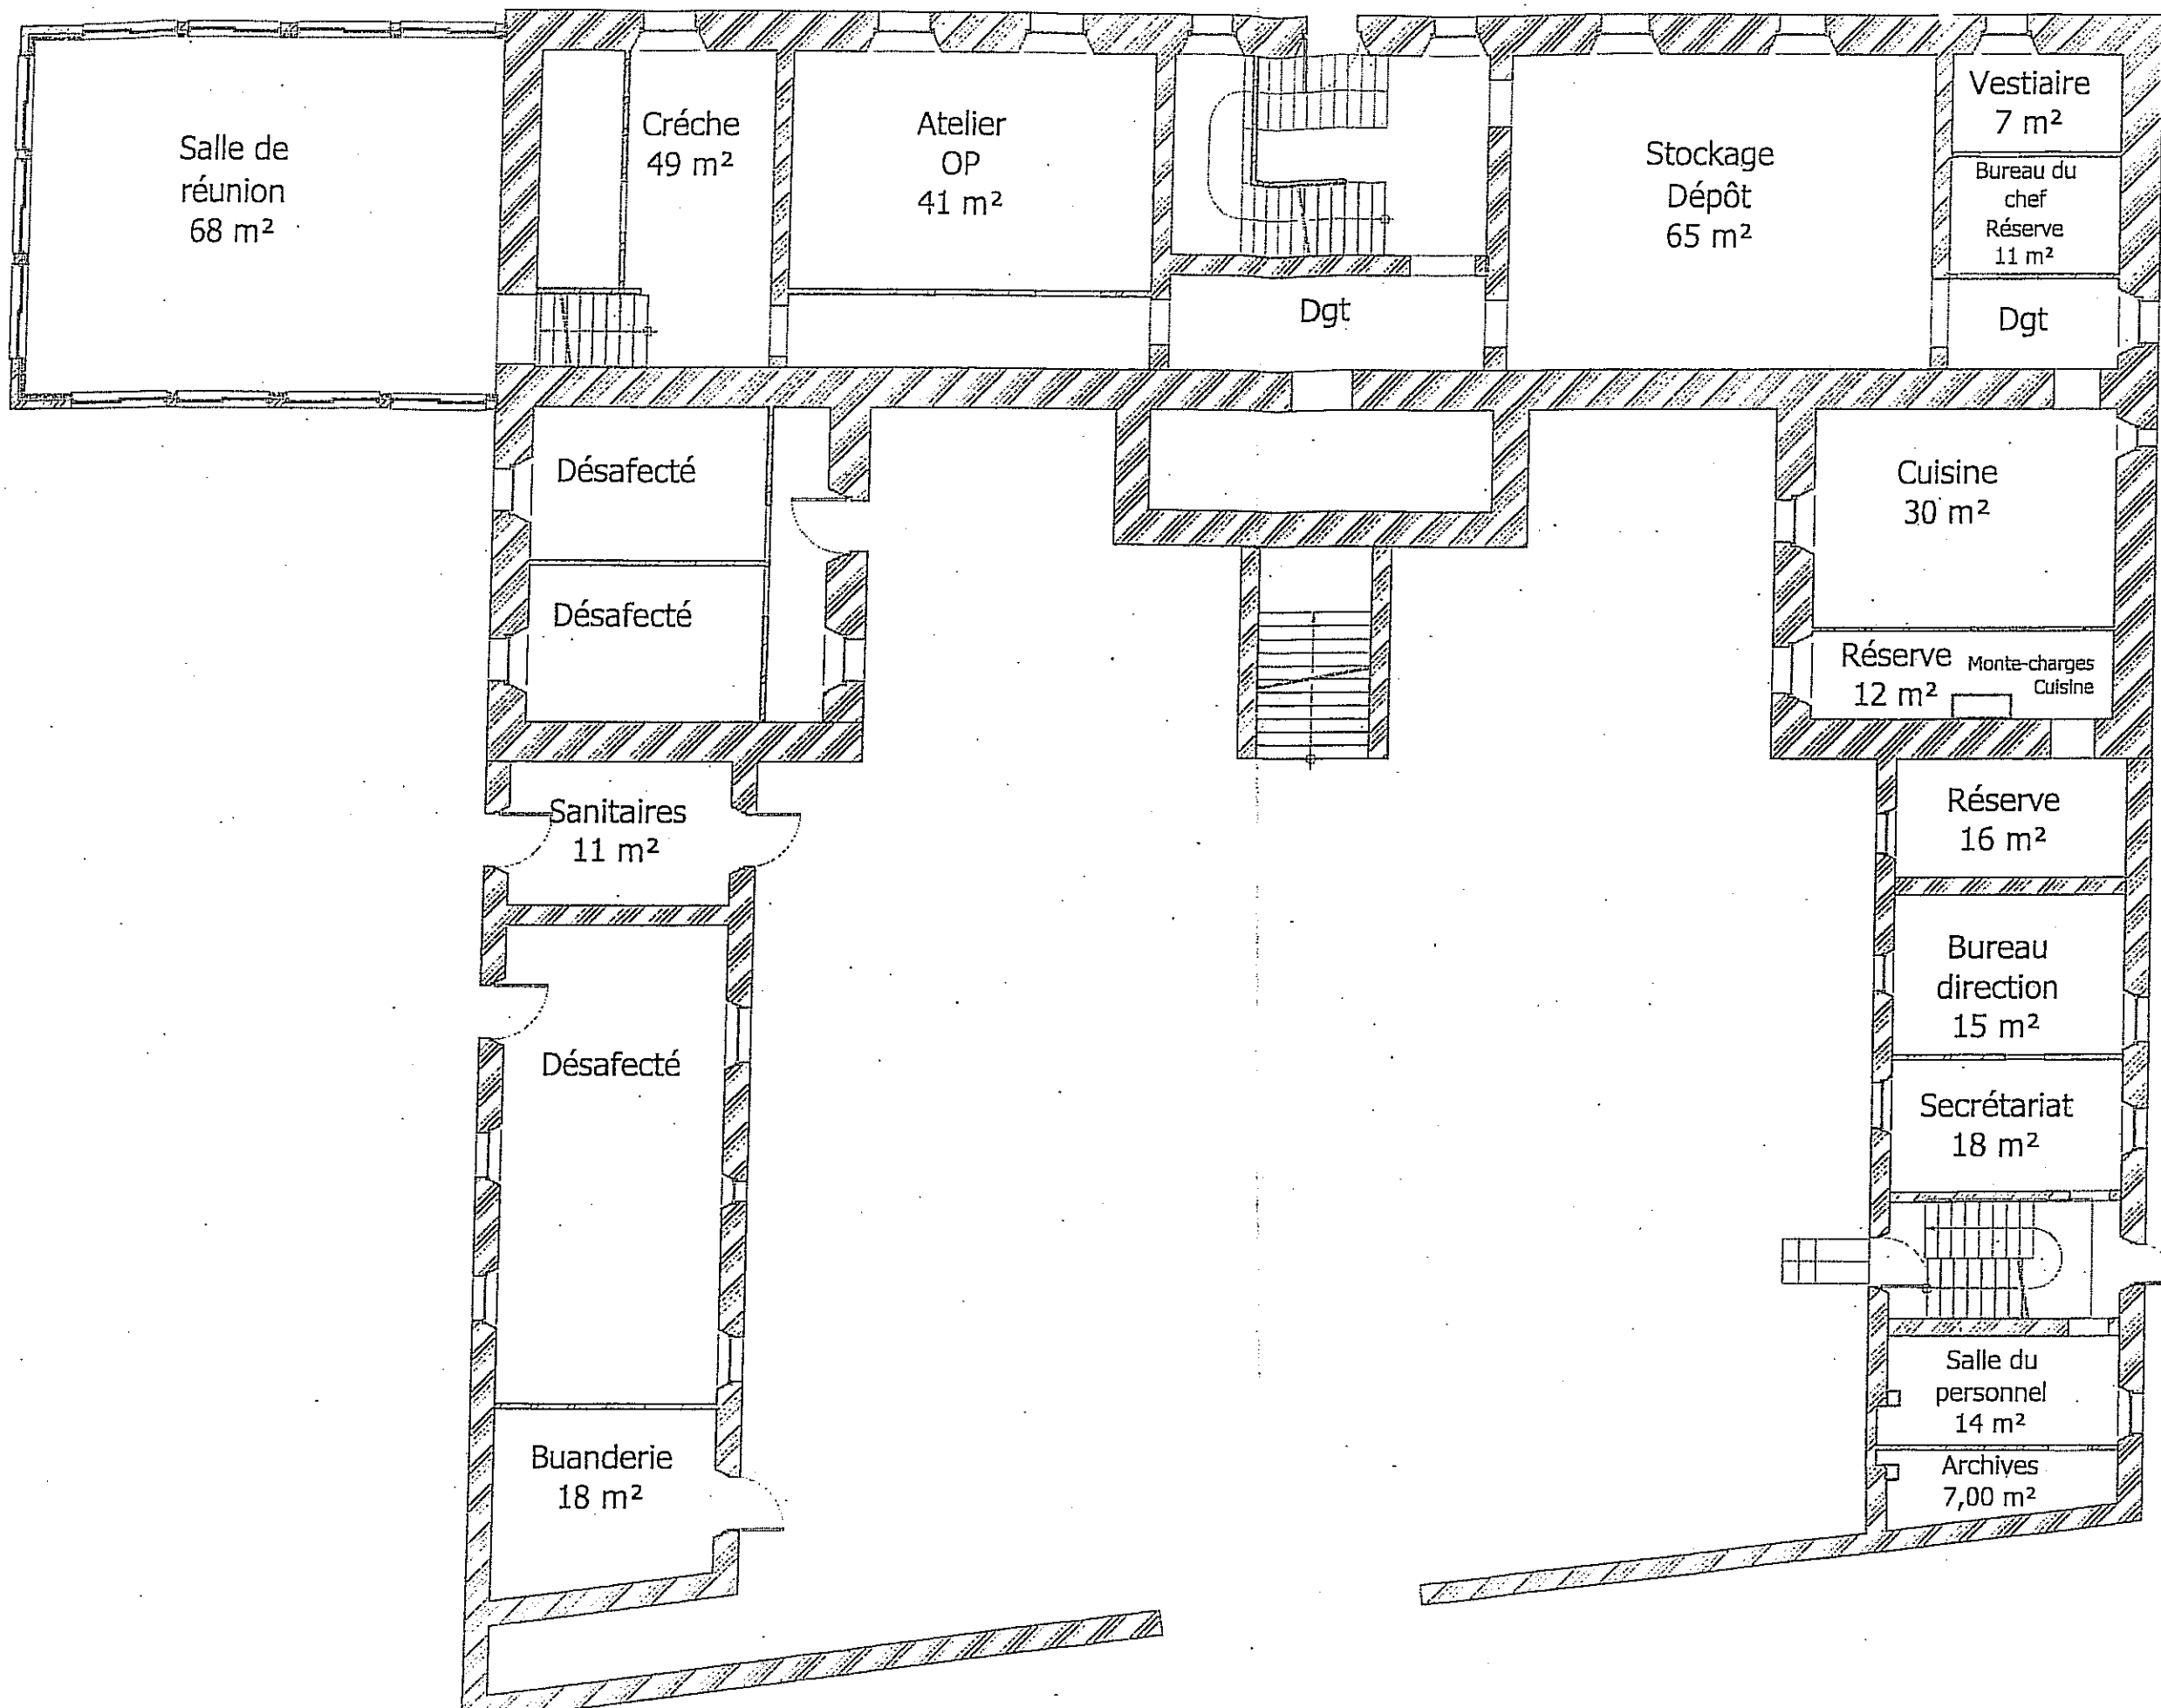 Salle de
réunion
68 m²
Créche
49 m²
Atelier
OP
41 m²
Dgt
Stockage
Dépôt
65 m²
Vestiaire
7 m²
Bureau du
chef
Réserve
11 m²
Dgt
Désafecté
Désafecté
Cuisine
30 m²
Réserve
12 m²
Monte-charges
Cuisine
Sanitaires
11 m²
Réserve
16 m²
Bureau
direction
15 m²
Désafecté
Secrétariat
18 m²
Salle du
personnel
14 m²
Buanderie
18 m²
Archives
7,00 m²